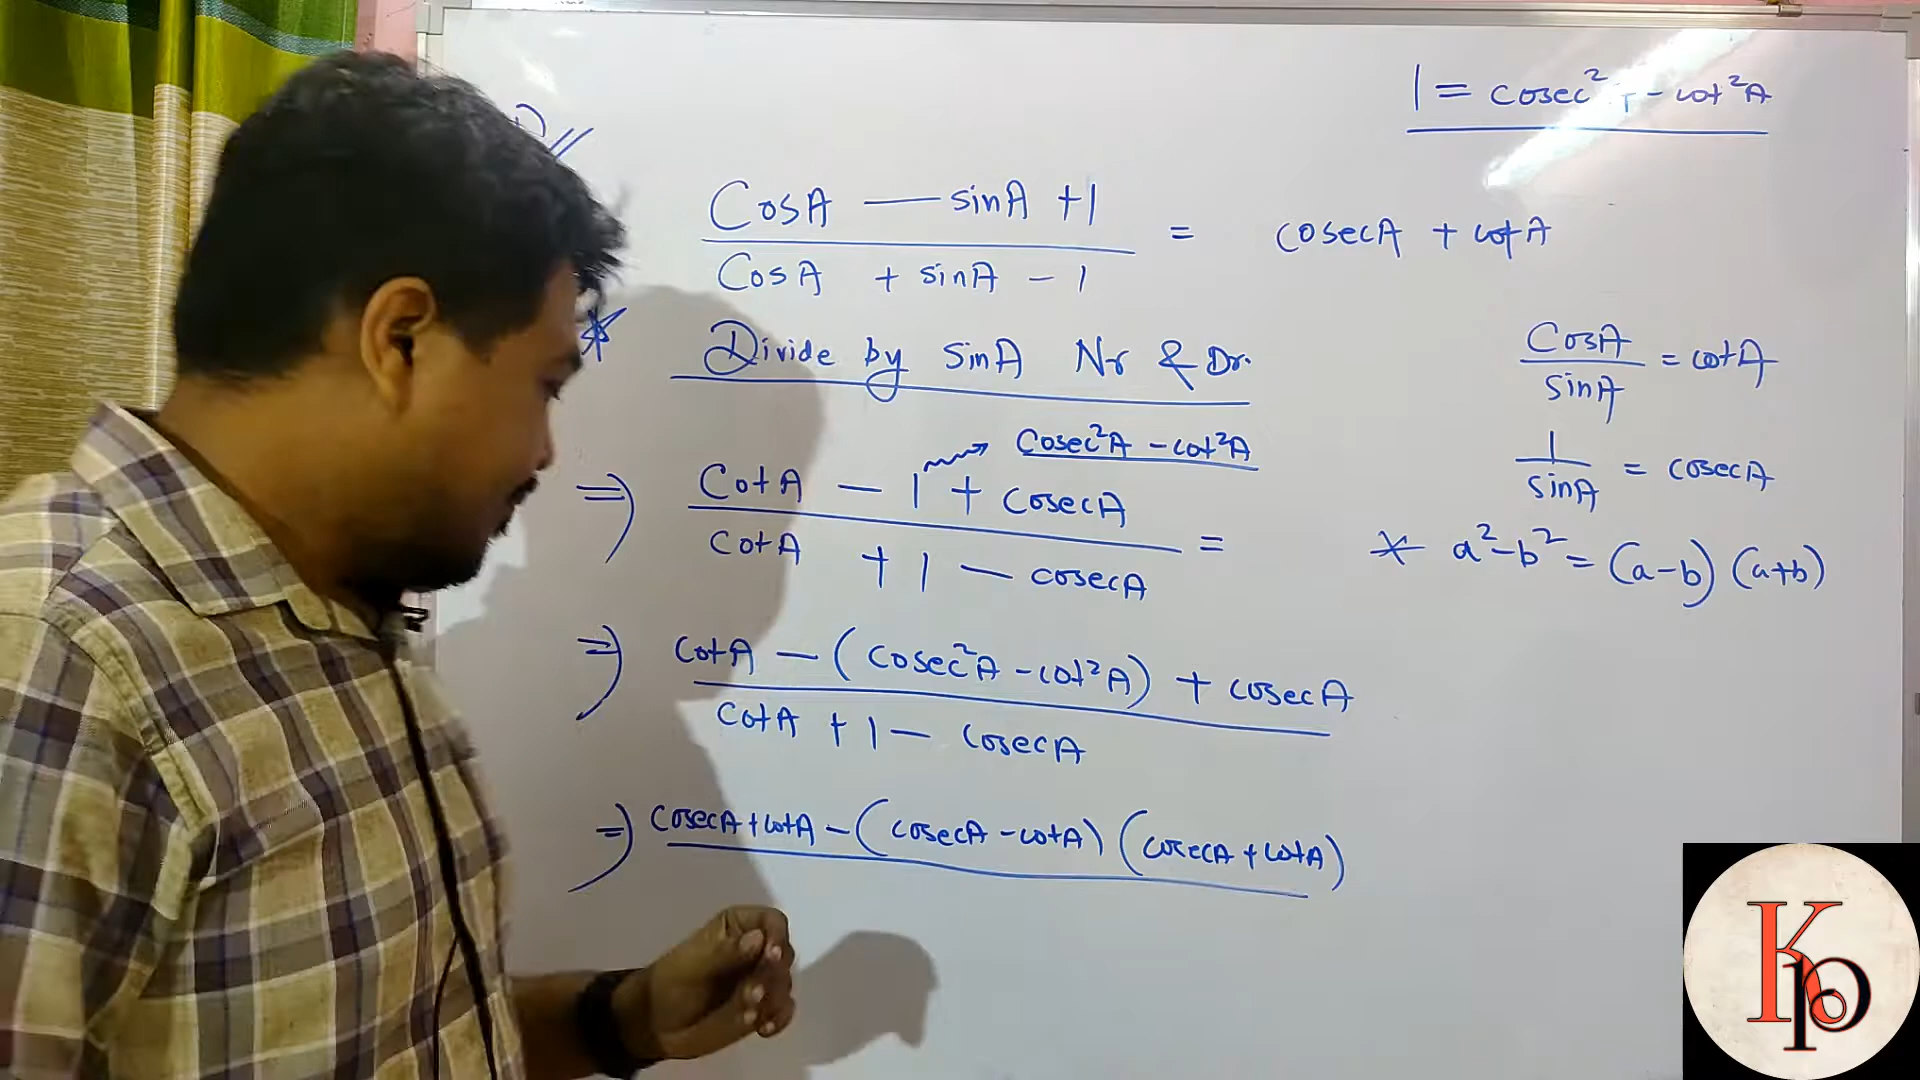 1 = cosec² - cot²A
CosA — sinA + 1
CosA + sinA - 1
= cosecA + cotA
* Divide by SinA Nr & Dr.
CosA
sinA
= cotA
1
sinA
= cosecA
Cosec²A - cot²A
⇒ CotA - 1 + CosecA
CotA + 1 - cosecA
=
* a² - b² = (a-b) (a+b)
⇒ CotA - (Cosec²A - cot²A) + cosecA
CotA + 1 - CosecA
⇒ CosecA + cotA - (CosecA - cotA) (CosecA + cotA)
KP